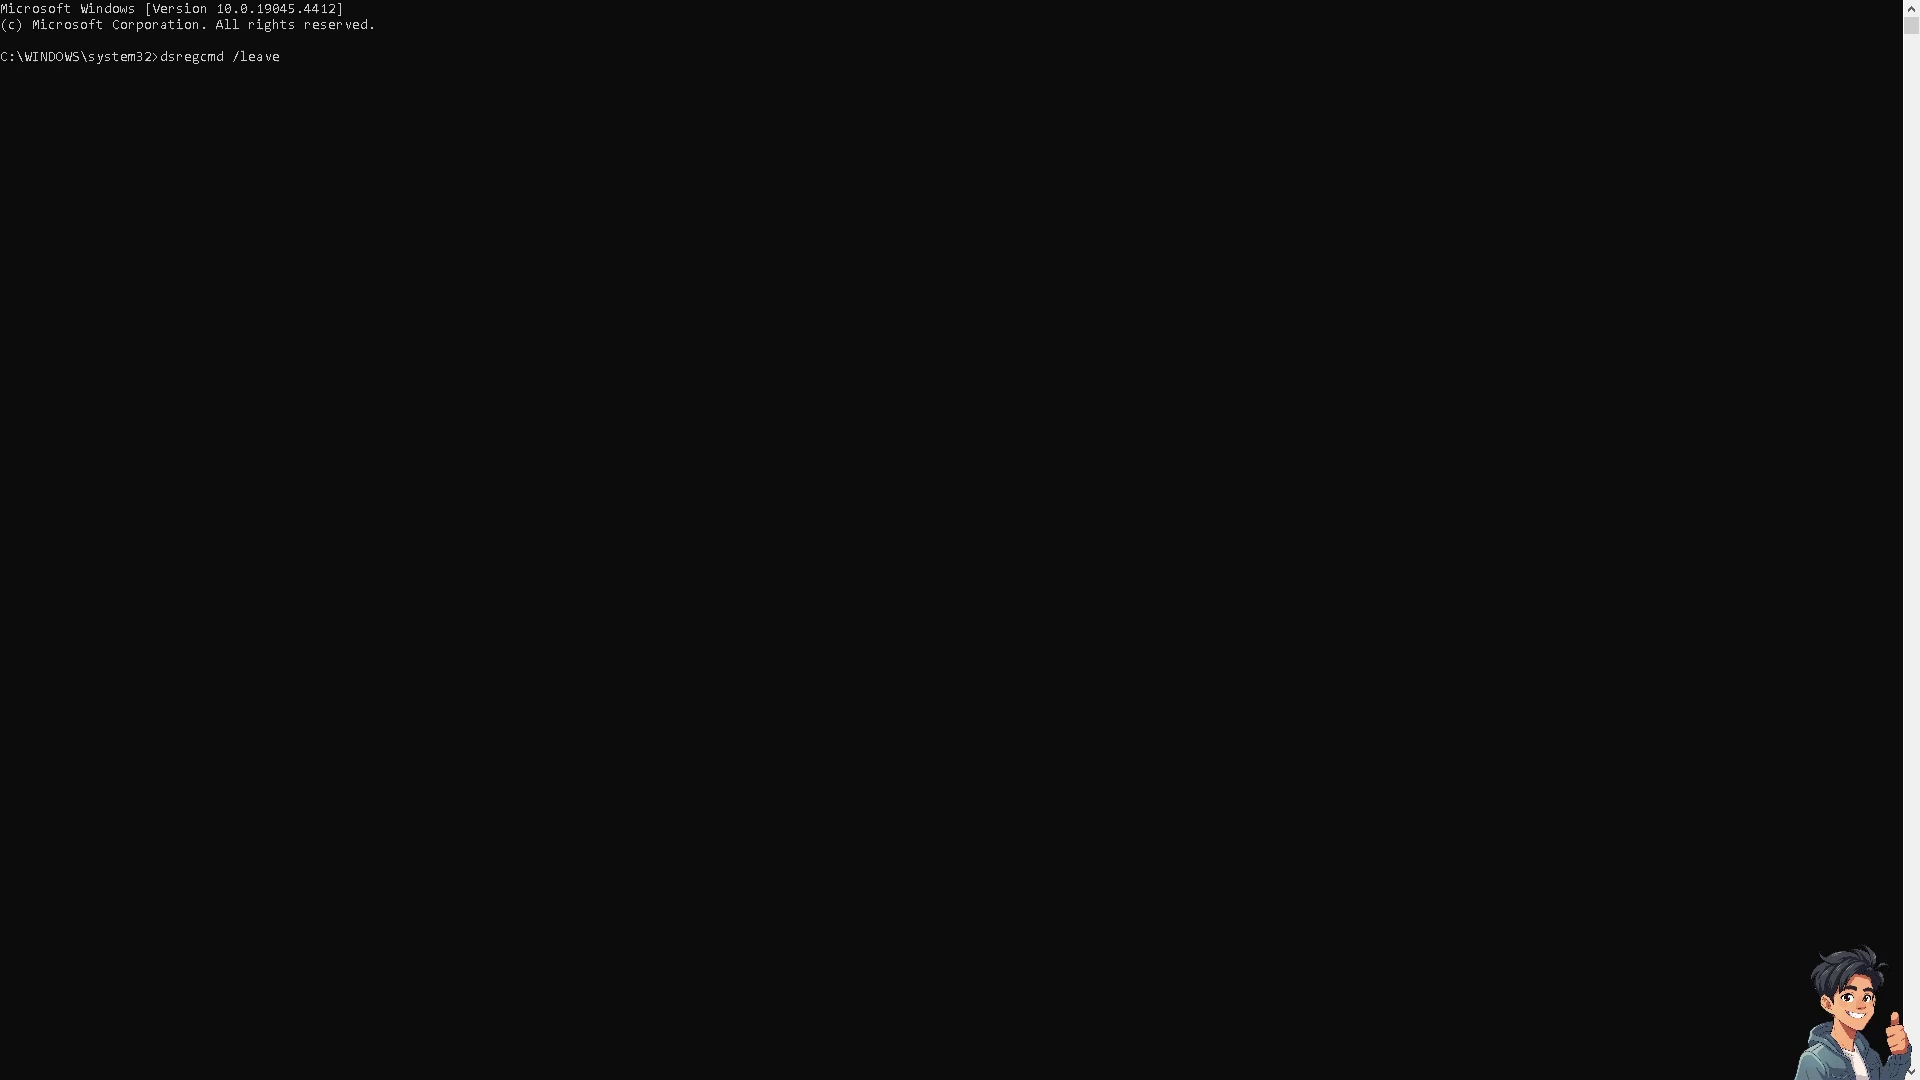 Microsoft Windows [Version 10.0.19045.4412]
(c) Microsoft Corporation. All rights reserved.
C:\WINDOWS\system32>dsregcmd /leave